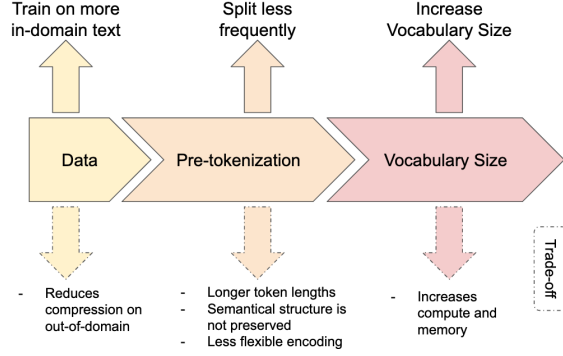 Train on more
in-domain text
Split less
frequently
Increase
Vocabulary Size
Data
Pre-tokenization
Vocabulary Size
- Reduces
compression on
out-of-domain
- Longer token lengths
- Semantical structure is
not preserved
- Less flexible encoding
- Increases
compute and
memory
Trade-off